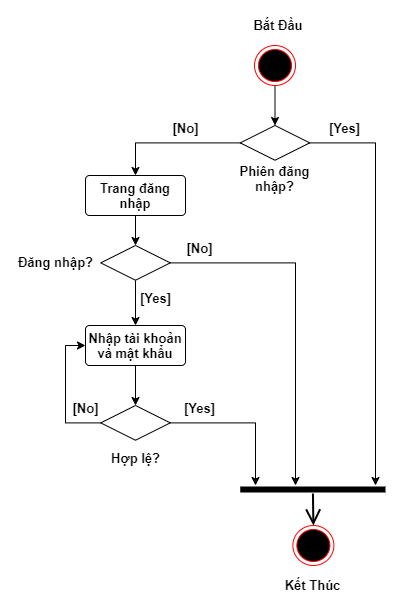 Bắt Đầu
[No]
[Yes]
Phiên đăng
nhập?
Trang đăng
nhập
Đăng nhập?
[No]
[Yes]
Nhập tài khoản
và mật khẩu
[No]
[Yes]
Hợp lệ?
Kết Thúc